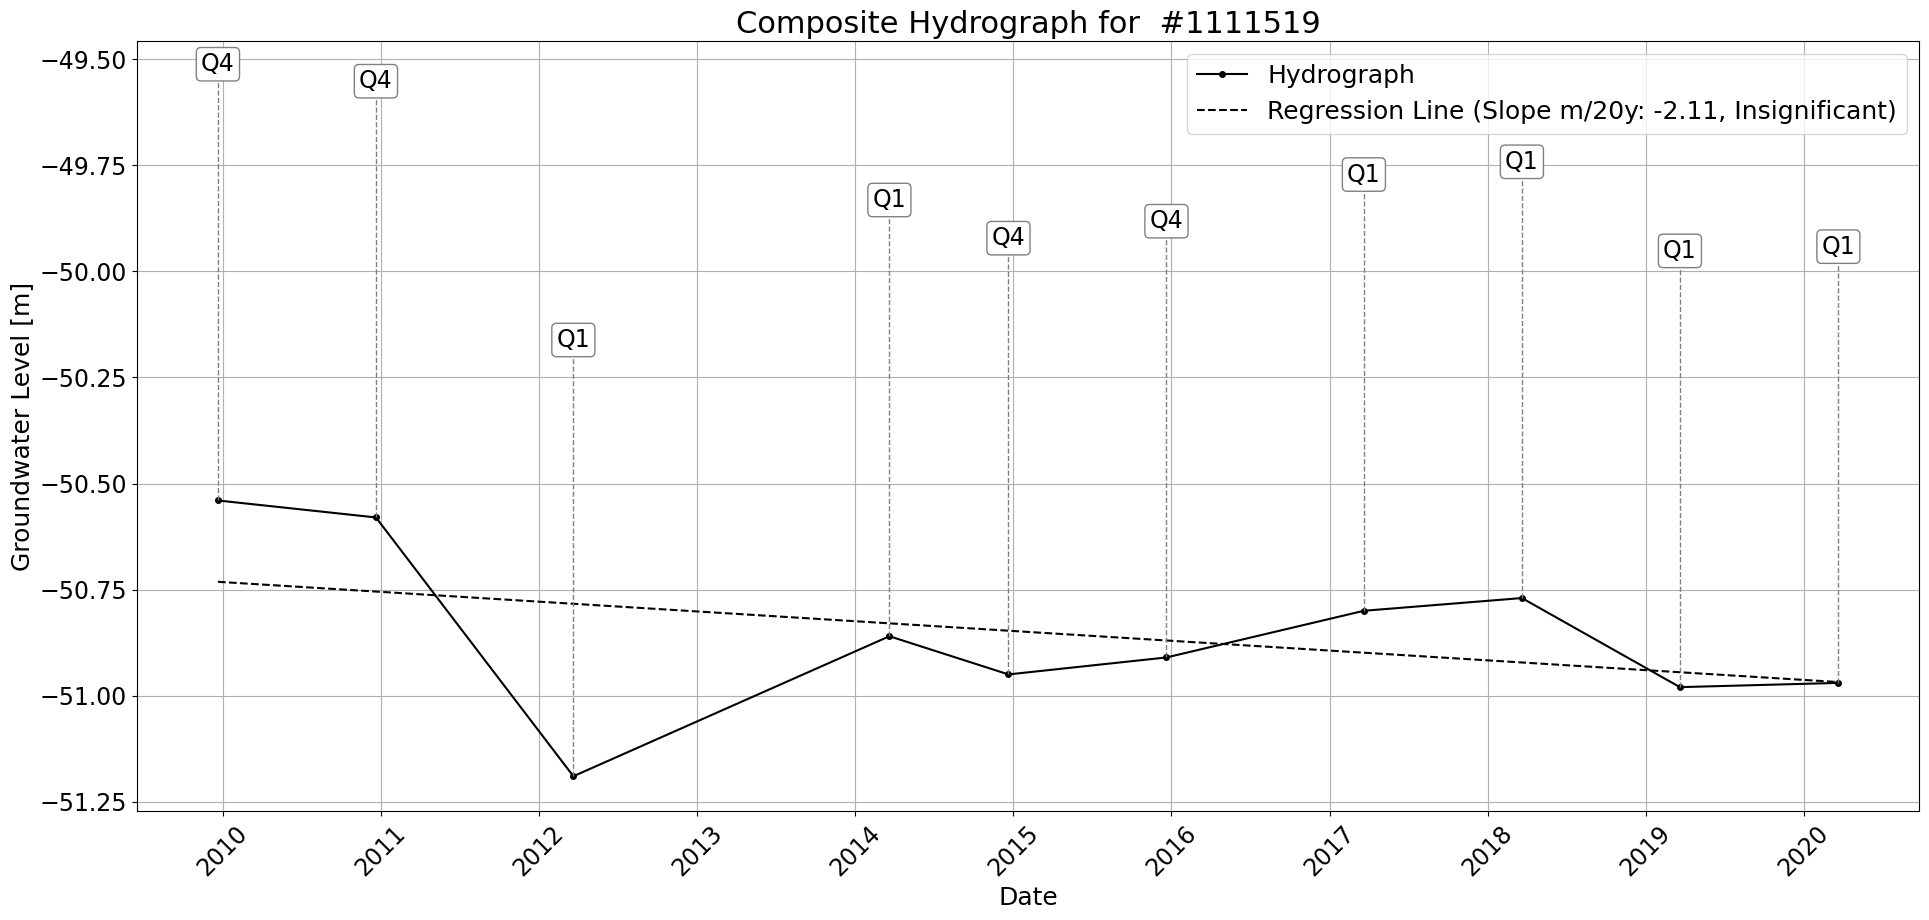 Composite Hydrograph for  #1111519
Hydrograph
Regression Line (Slope m/20y: -2.11, Insignificant)
Groundwater Level [m]
−49.50
−49.75
−50.00
−50.25
−50.50
−50.75
−51.00
−51.25
Q4
Q4
Q1
Q1
Q4
Q4
Q1
Q1
Q1
Q1
2010
2011
2012
2013
2014
2015
2016
2017
2018
2019
2020
Date